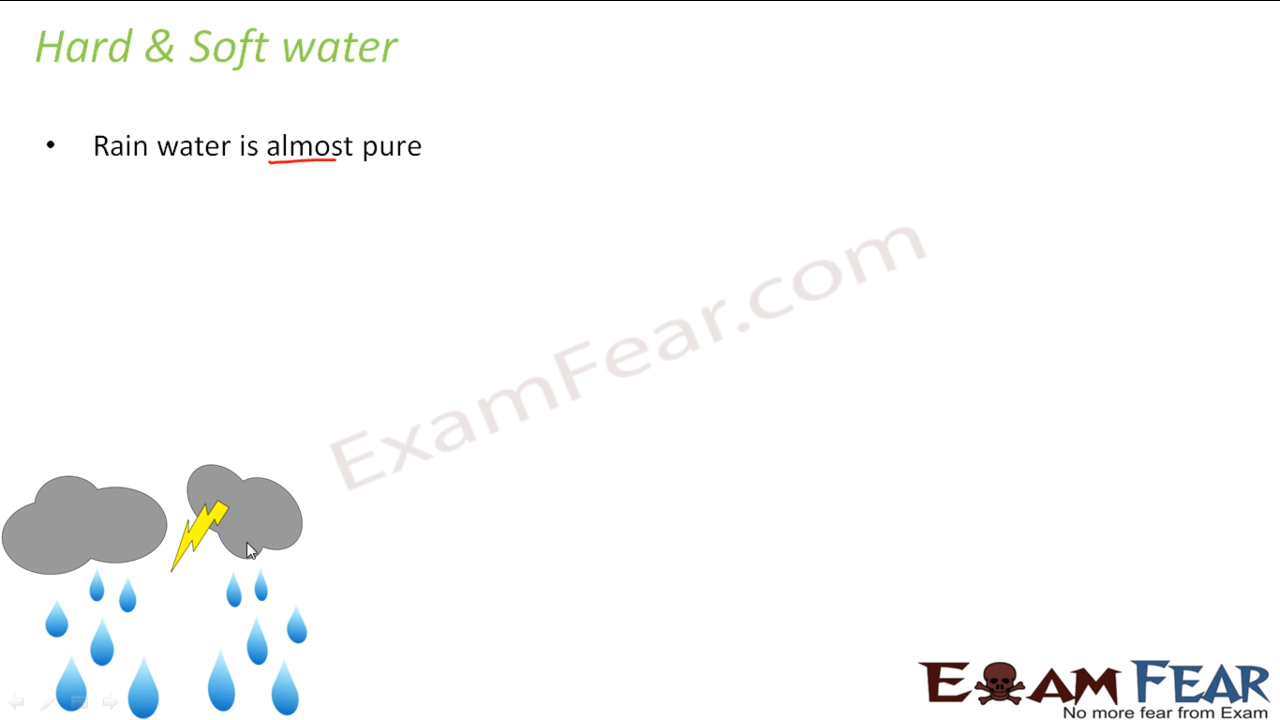 Hard & Soft water
• Rain water is almost pure
ExamFear.com
EXAM FEAR
No more fear from Exam